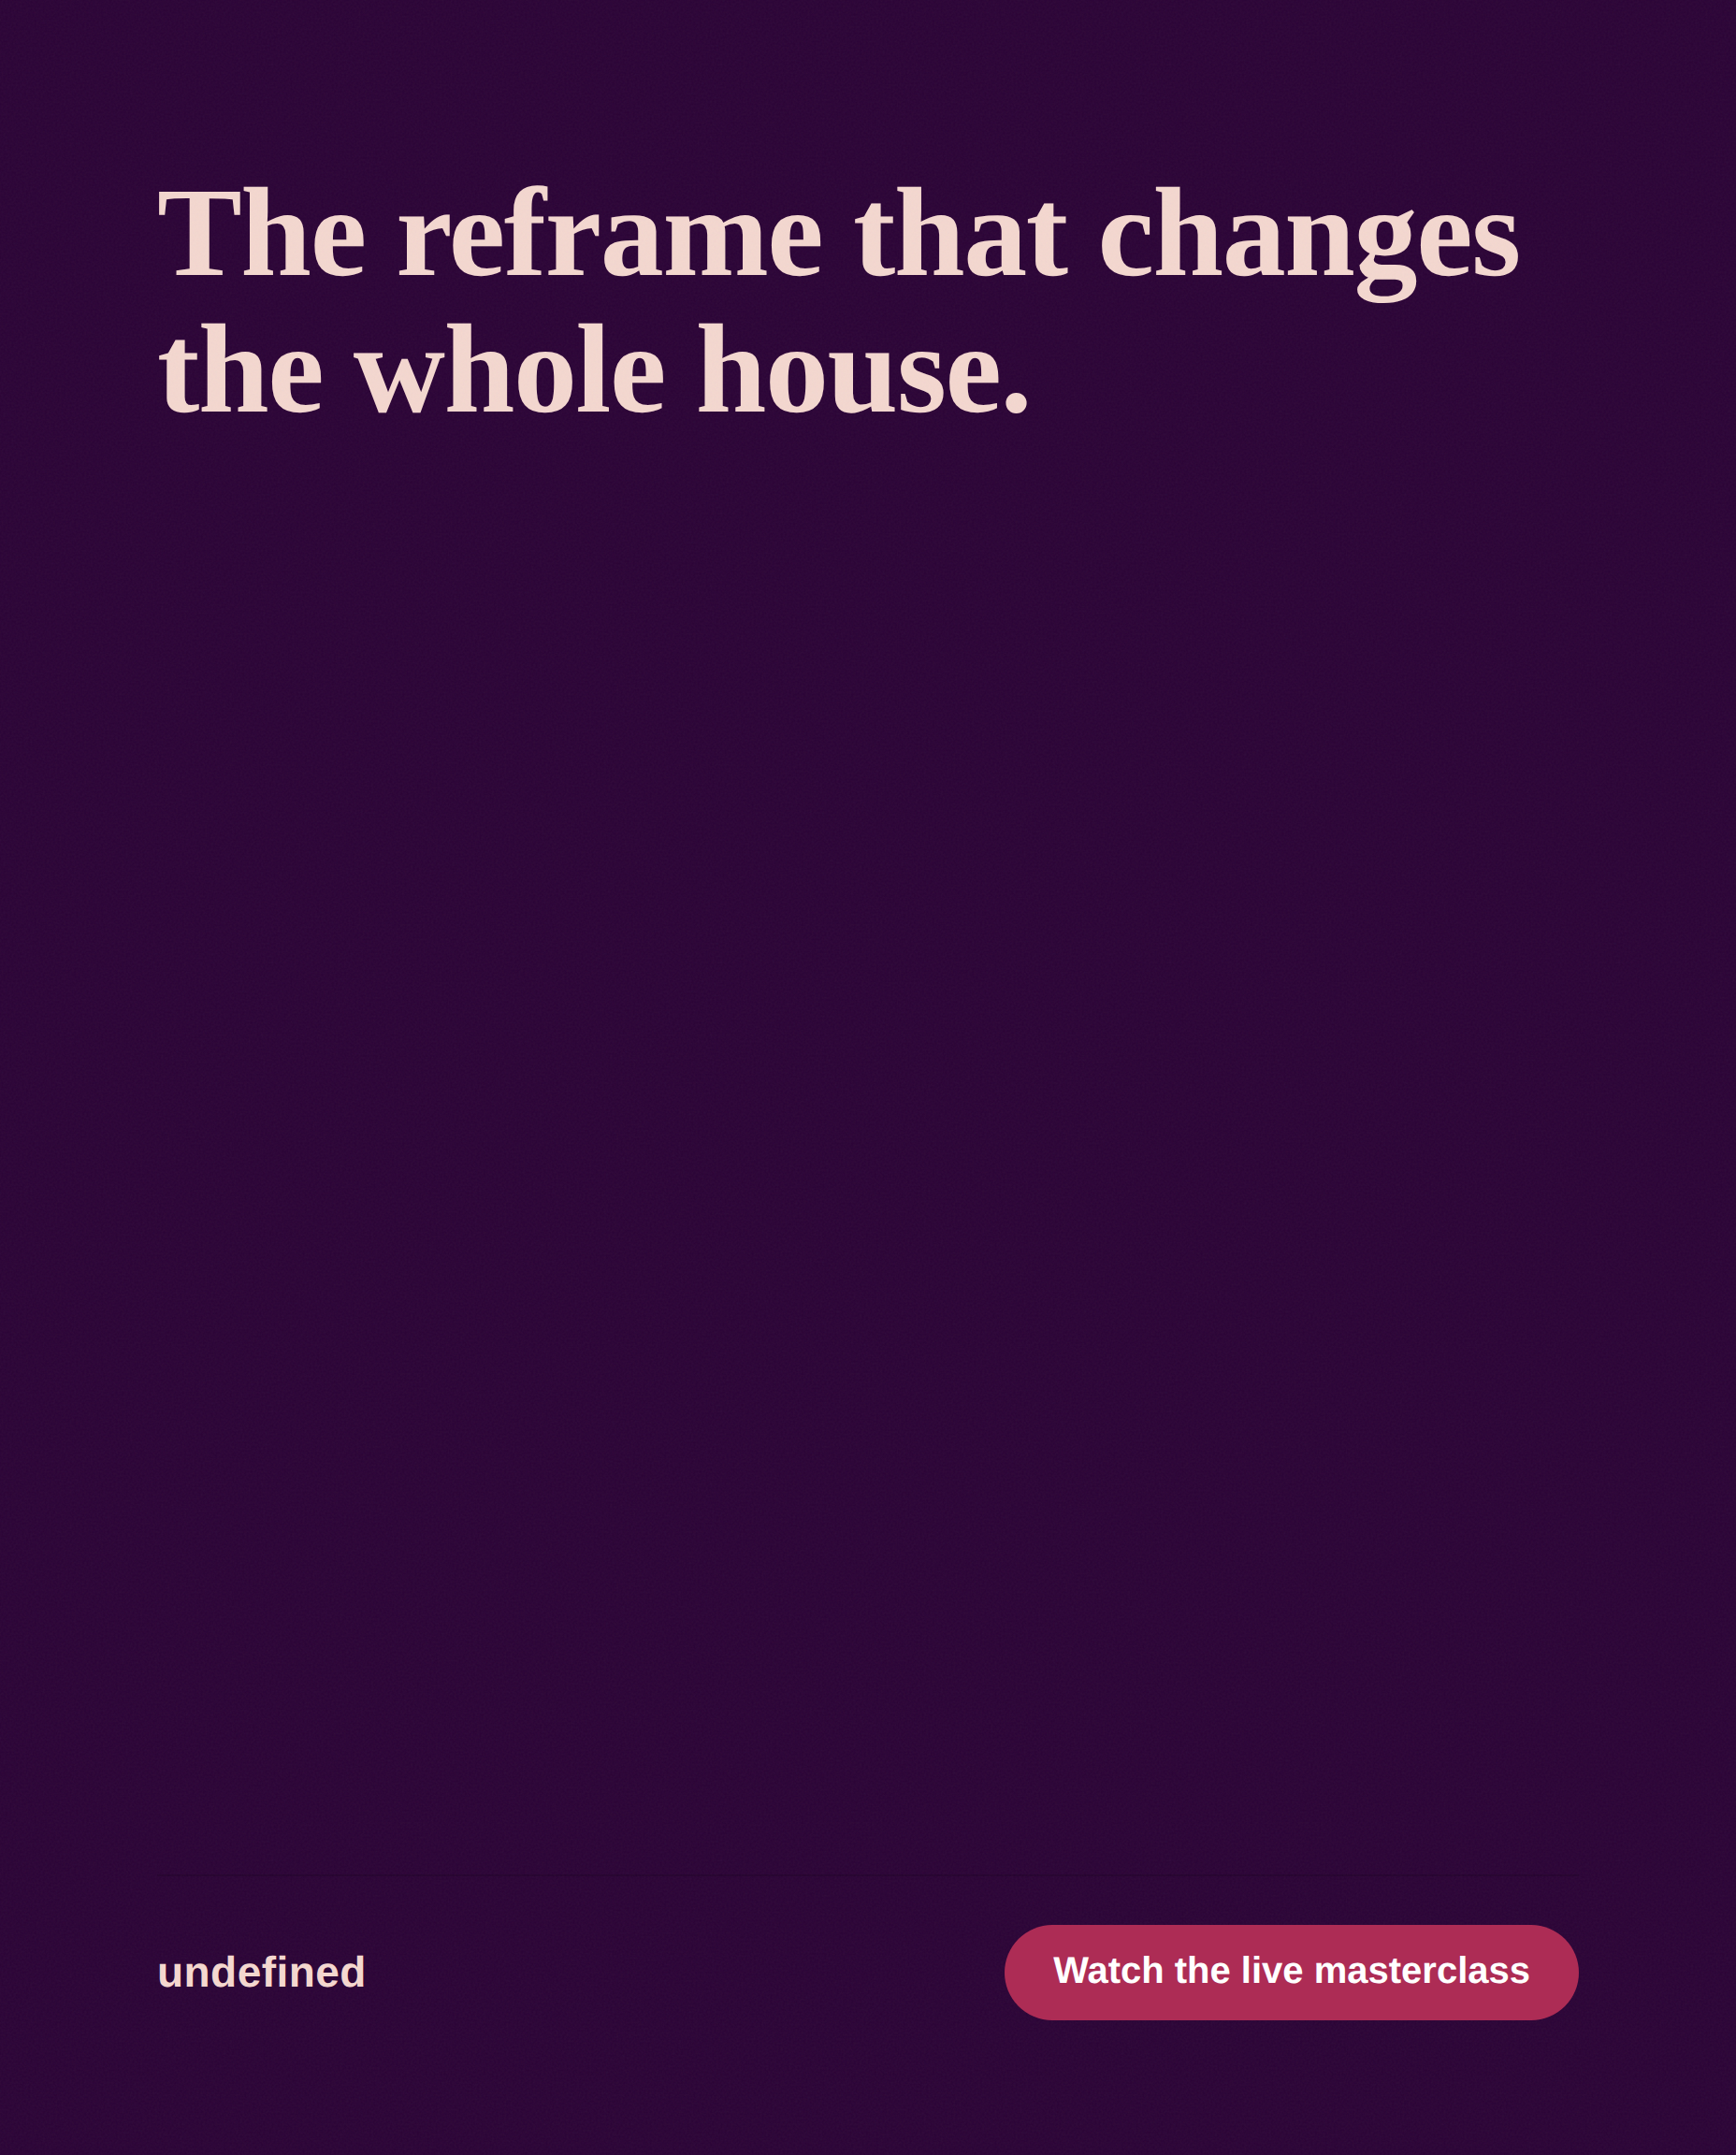 The reframe that changes
the whole house.
undefined
Watch the live masterclass